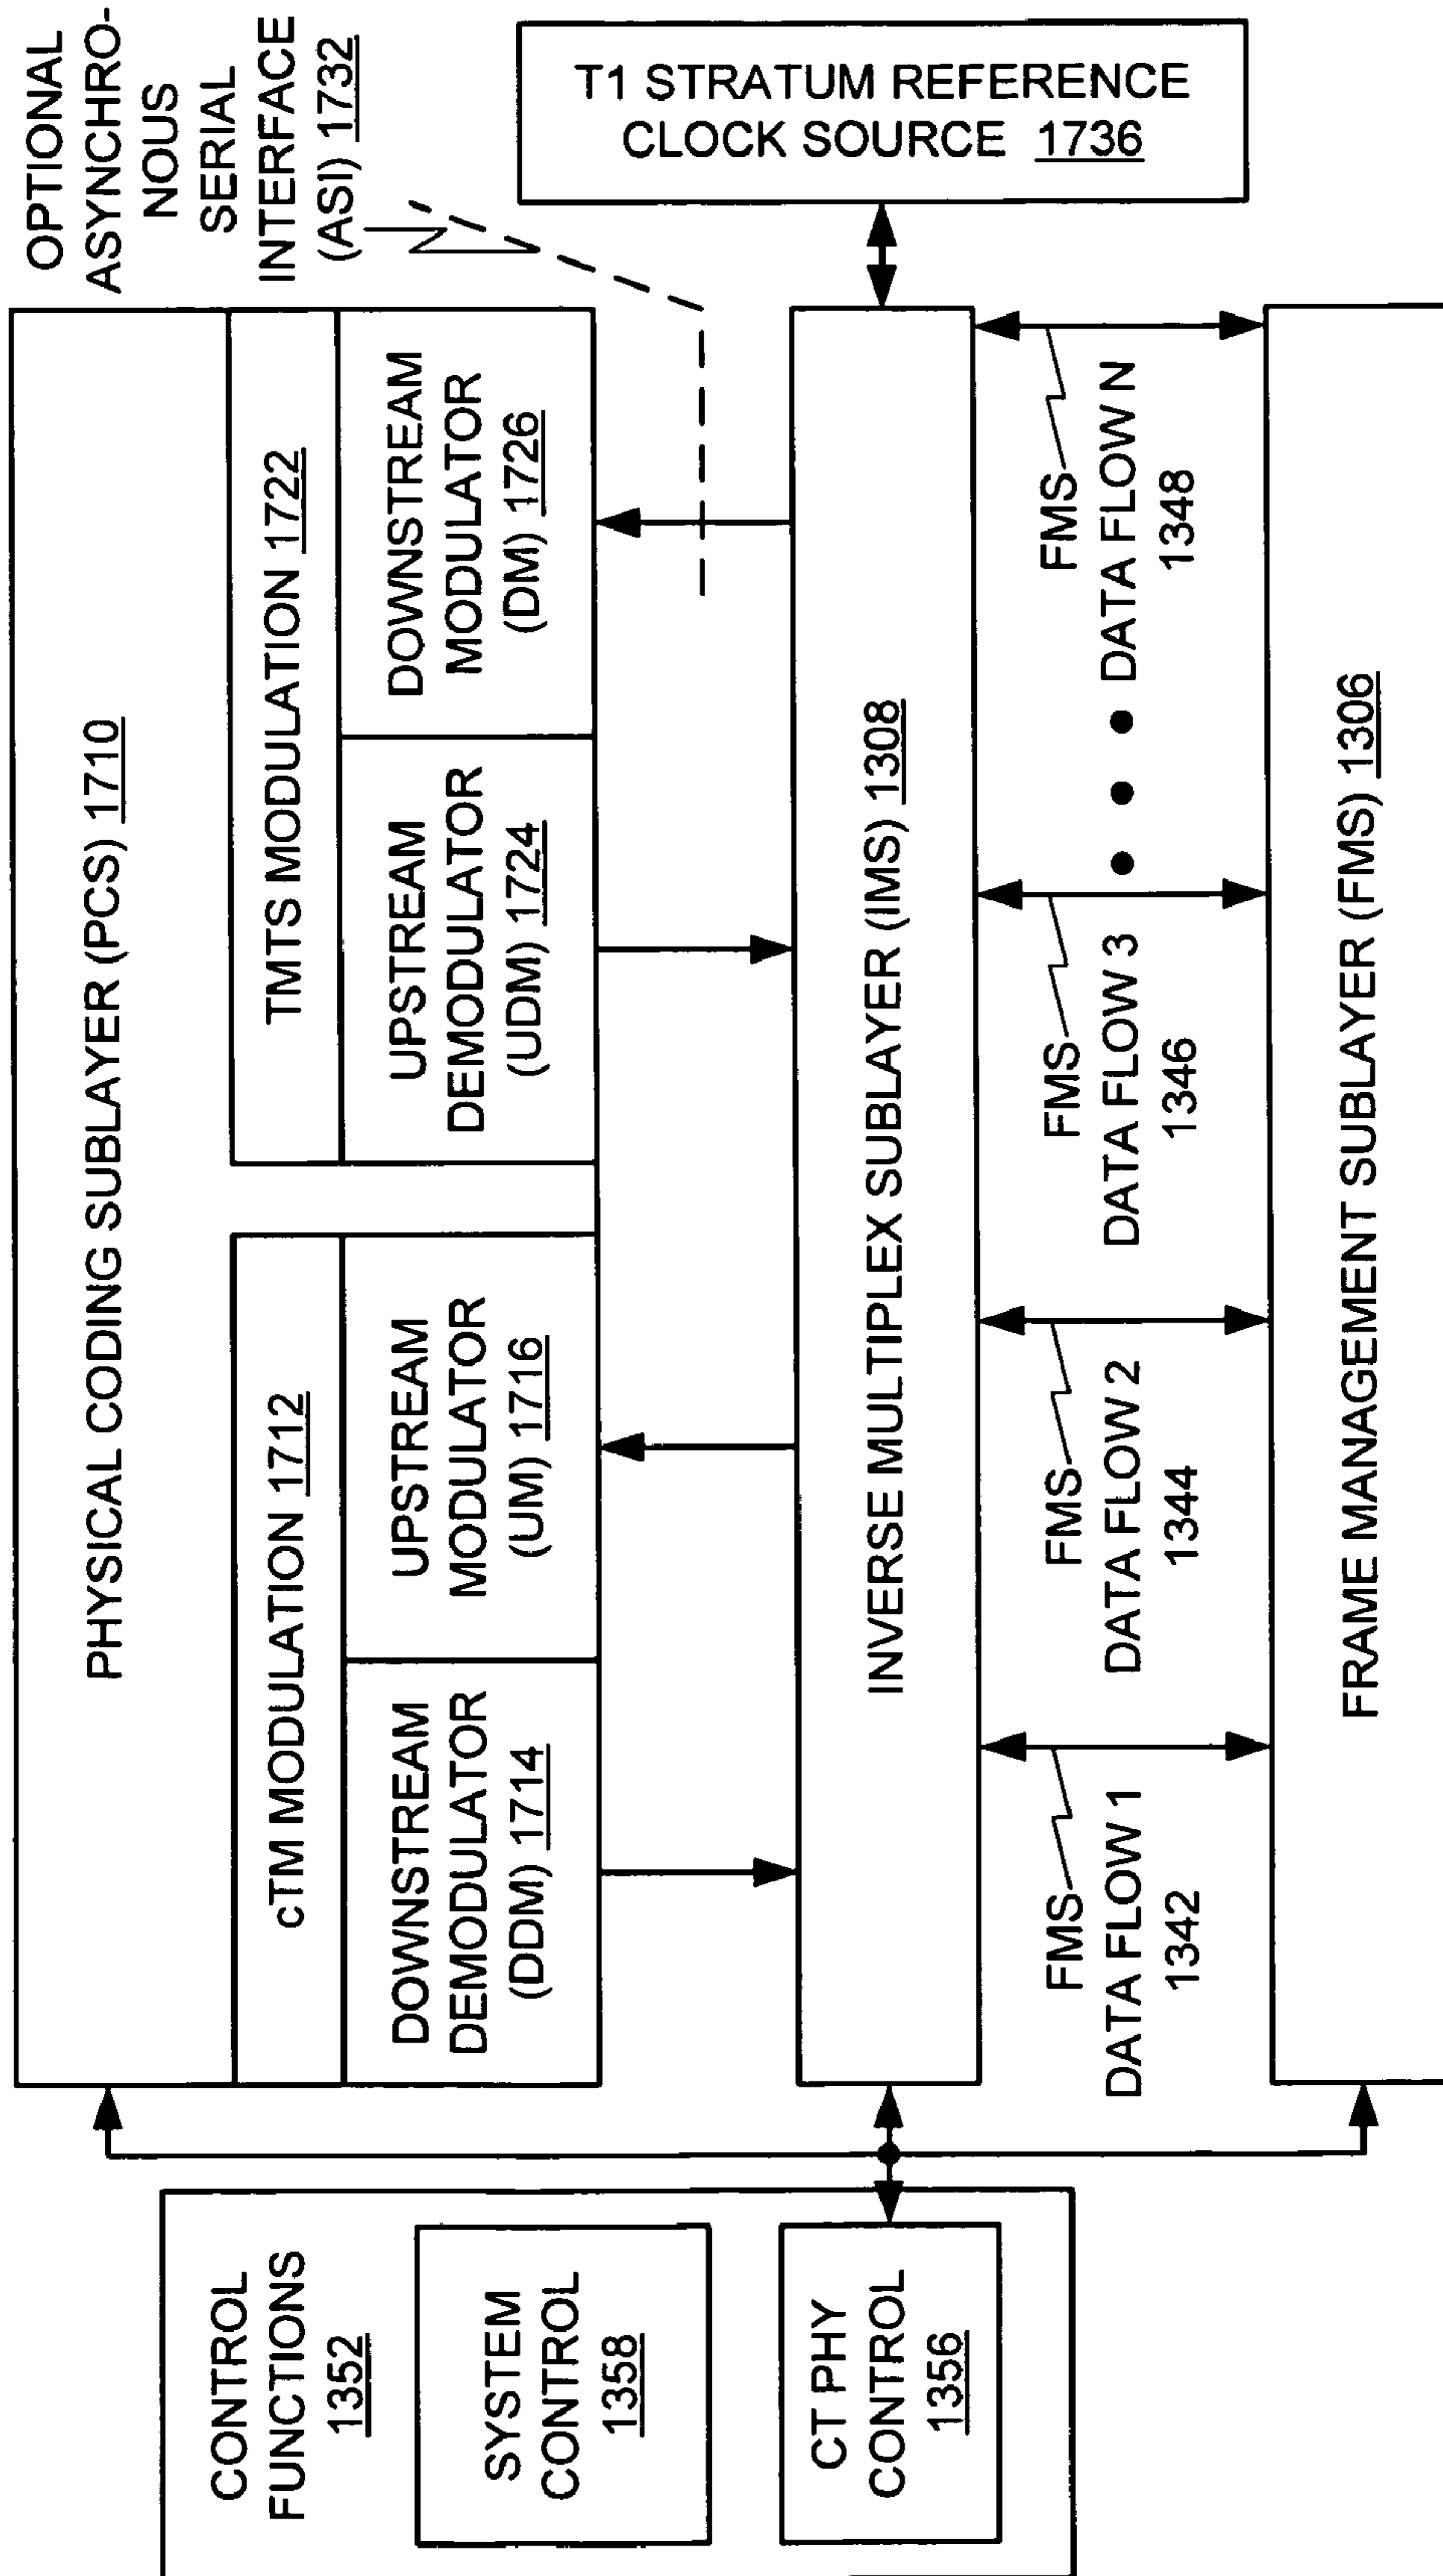 OPTIONAL
ASYNCHRO-
NOUS
SERIAL
INTERFACE
(ASI) 1732
PHYSICAL CODING SUBLAYER (PCS) 1710
cTM MODULATION 1712
DOWNSTREAM
DEMODULATOR
(DDM) 1714
UPSTREAM
MODULATOR
(UM) 1716
TMTS MODULATION 1722
UPSTREAM
DEMODULATOR
(UDM) 1724
DOWNSTREAM
MODULATOR
(DM) 1726
T1 STRATUM REFERENCE
CLOCK SOURCE 1736
CONTROL
FUNCTIONS
1352
SYSTEM
CONTROL
1358
CT PHY
CONTROL
1356
INVERSE MULTIPLEX SUBLAYER (IMS) 1308
FMS
DATA FLOW 1
1342
FMS
DATA FLOW 2
1344
FMS
DATA FLOW 3
1346
FMS
DATA FLOW N
1348
FRAME MANAGEMENT SUBLAYER (FMS) 1306